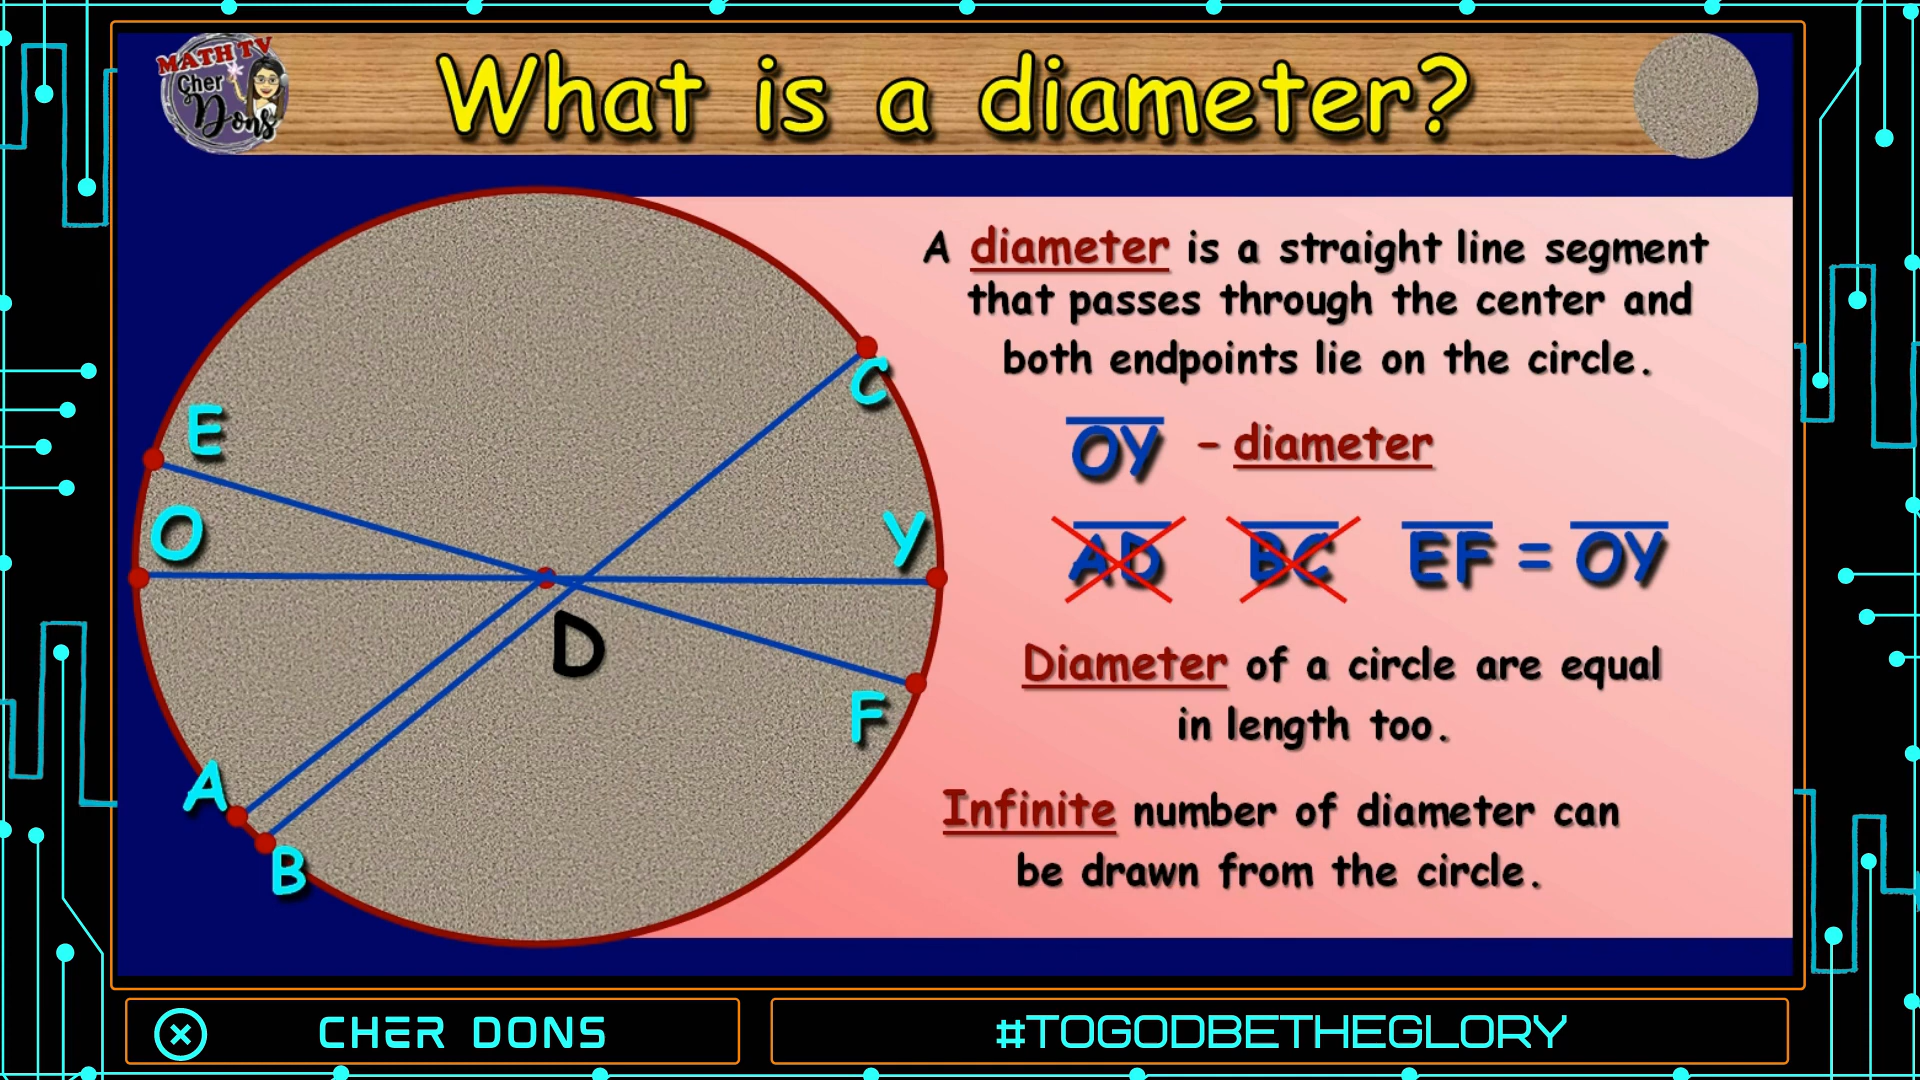 MATH TV
Cher
Dons
What is a diameter?
A diameter is a straight line segment
that passes through the center and
both endpoints lie on the circle.
OY - diameter
AD BC EF = OY
Diameter of a circle are equal
in length too.
Infinite number of diameter can
be drawn from the circle.
C
E
O
Y
D
F
A
B
CHER DONS
#TOGODBETHEGLORY